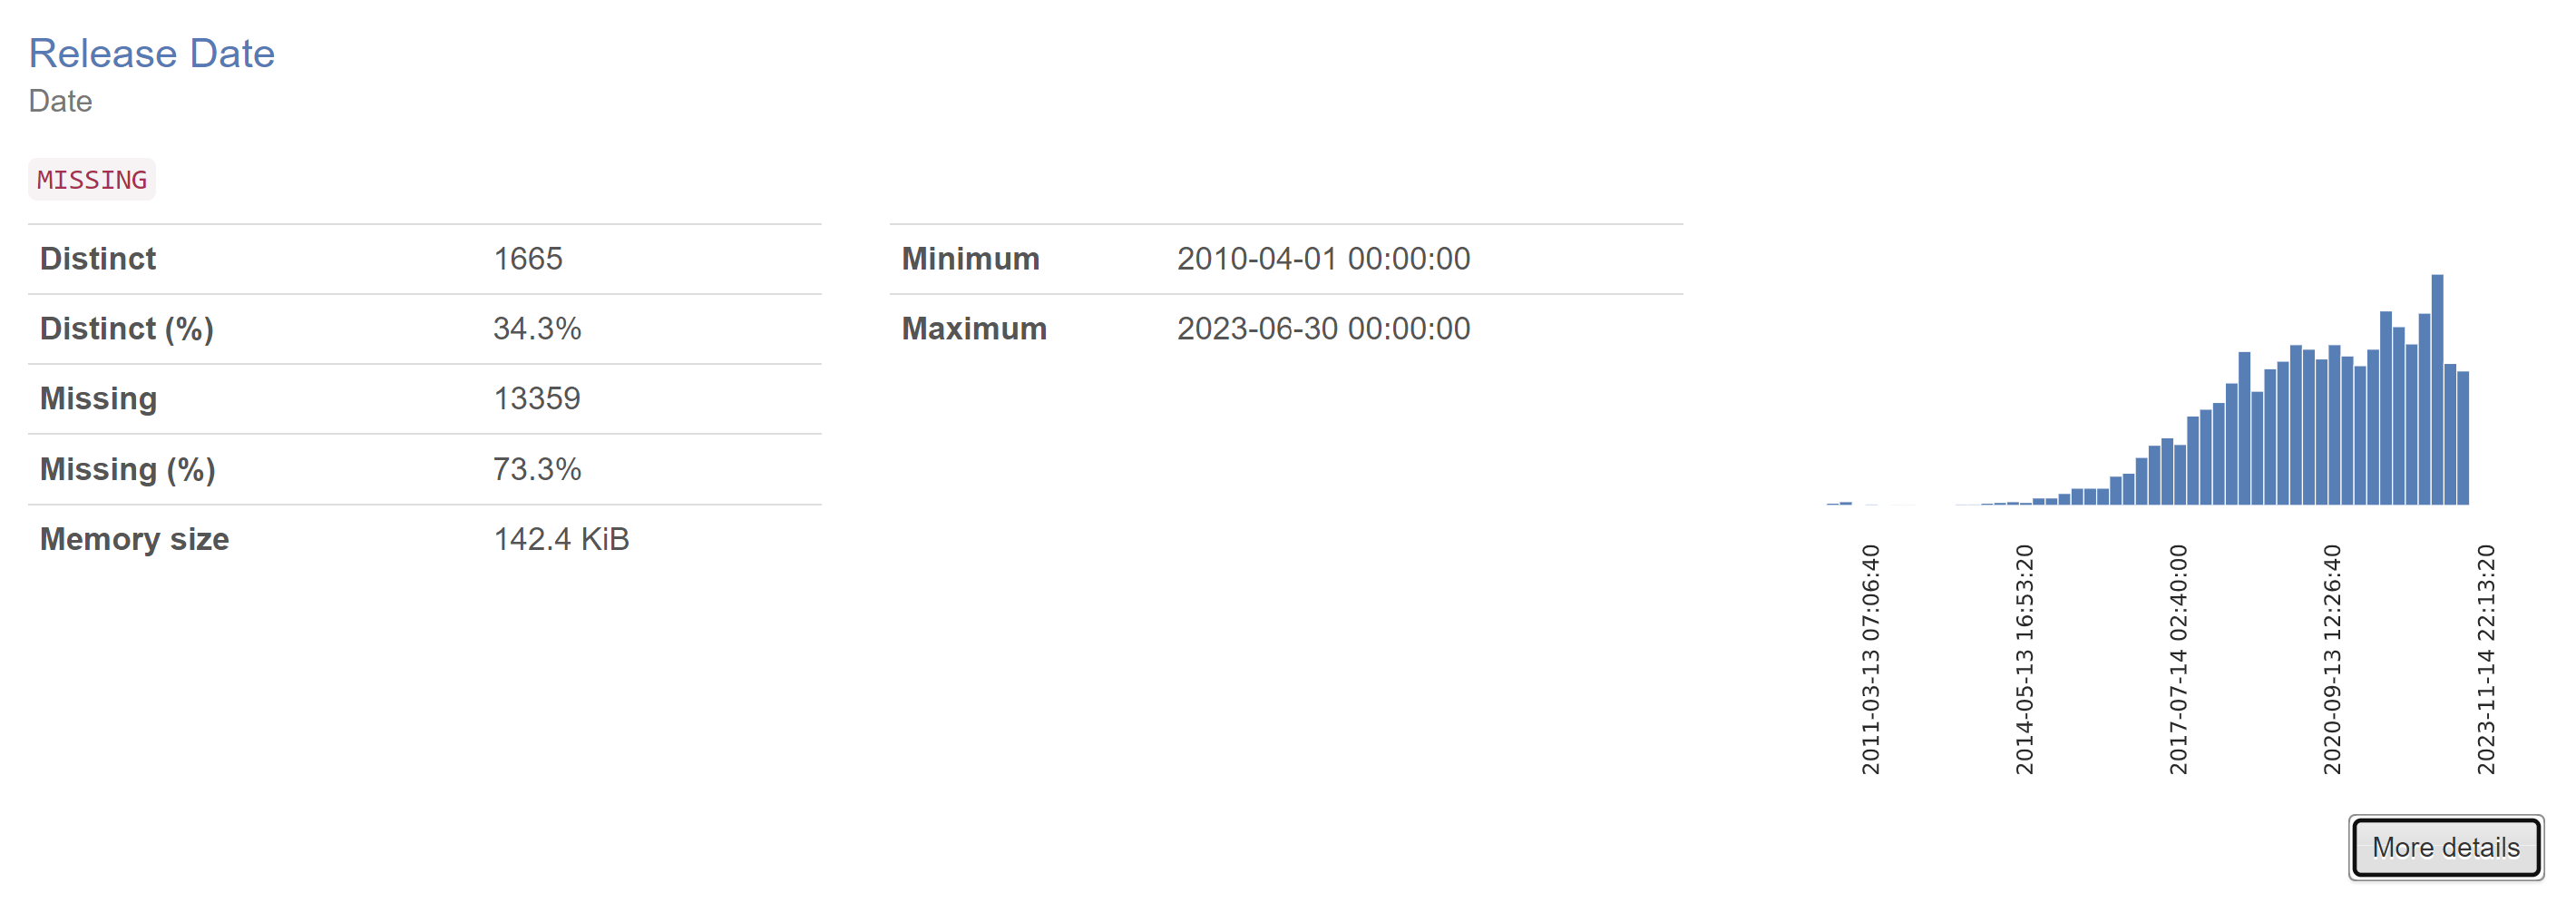 Release Date
Date
MISSING
Distinct 1665
Distinct (%) 34.3%
Missing 13359
Missing (%) 73.3%
Memory size 142.4 KiB
Minimum 2010-04-01 00:00:00
Maximum 2023-06-30 00:00:00
2011-03-13 07:06:40
2014-05-13 16:53:20
2017-07-14 02:40:00
2020-09-13 12:26:40
2023-11-14 22:13:20
More details